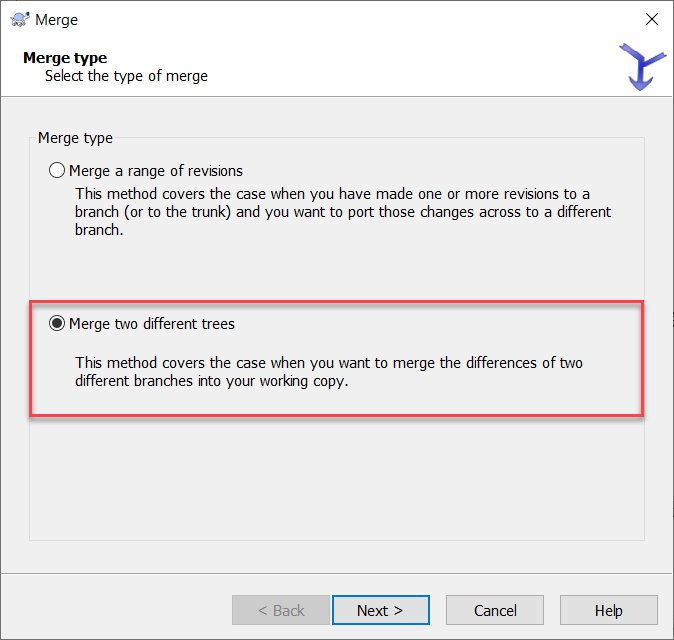 Merge
Merge type
Select the type of merge
Merge type
Merge a range of revisions
This method covers the case when you have made one or more revisions to a
branch (or to the trunk) and you want to port those changes across to a different
branch.
Merge two different trees
This method covers the case when you want to merge the differences of two
different branches into your working copy.
< Back
Next >
Cancel
Help